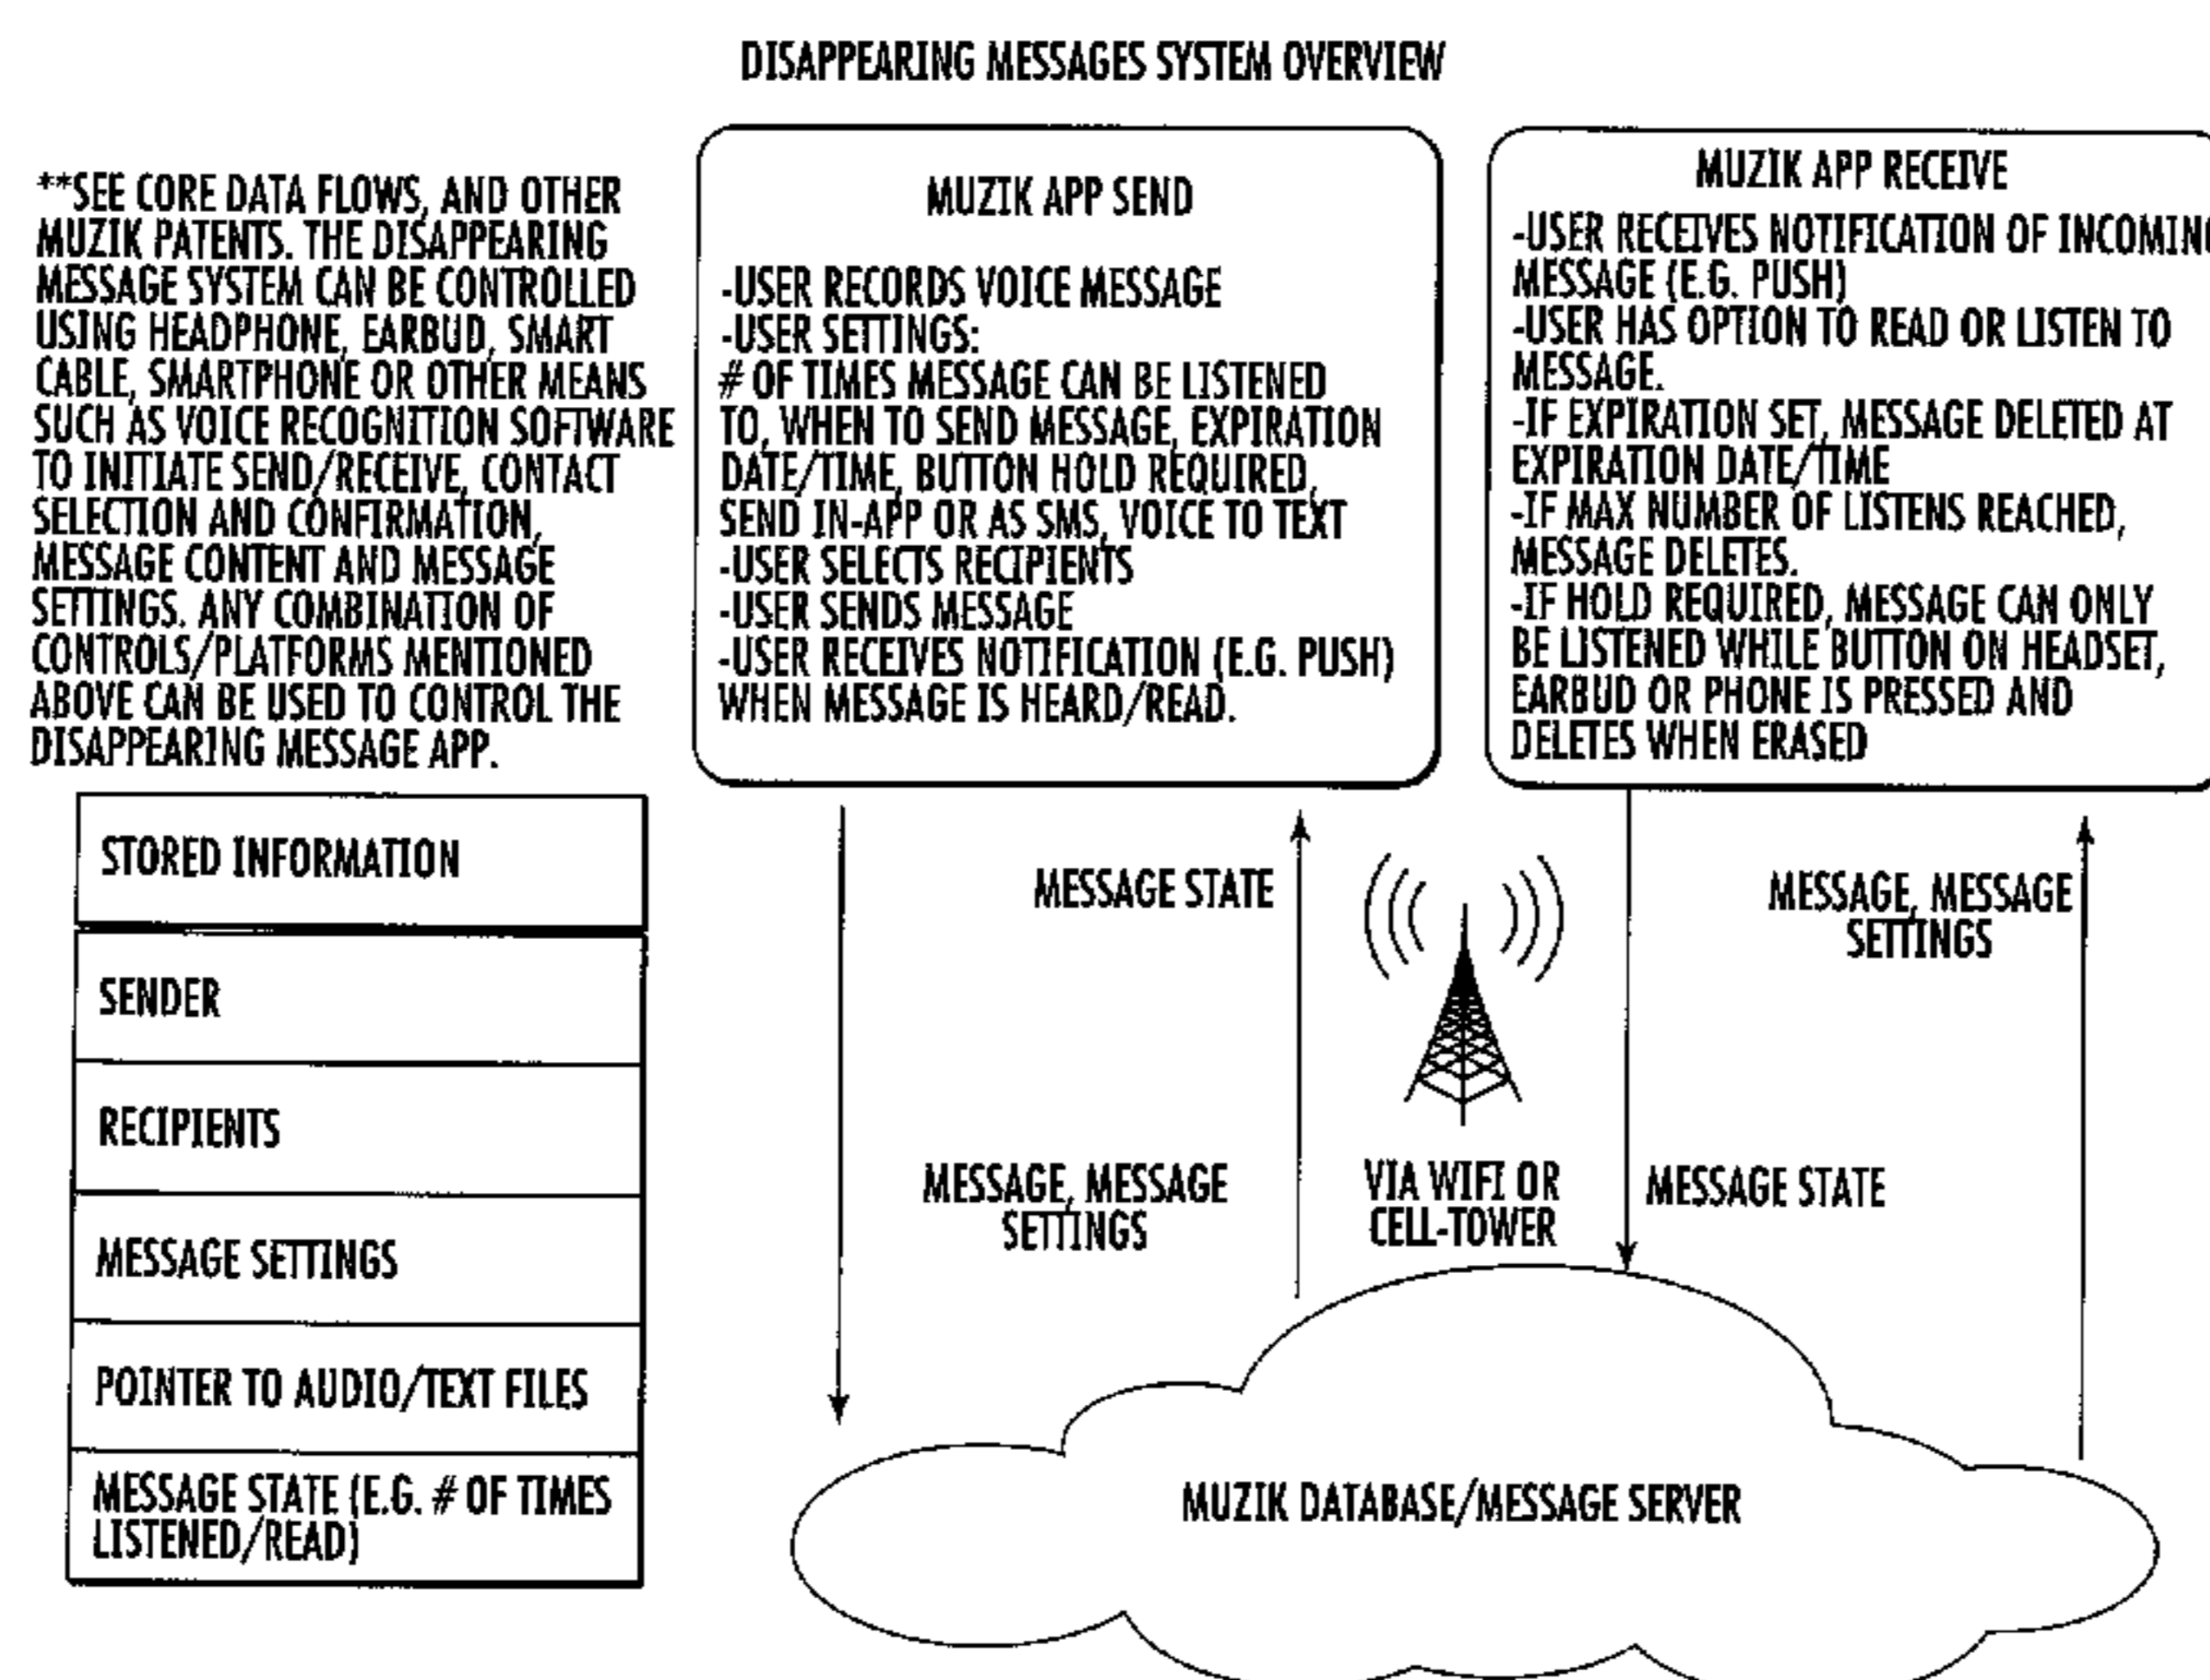 DISAPPEARING MESSAGES SYSTEM OVERVIEW
**SEE CORE DATA FLOWS, AND OTHER
MUZIK PATENTS. THE DISAPPEARING
MESSAGE SYSTEM CAN BE CONTROLLED
USING HEADPHONE, EARBUD, SMART
CABLE, SMARTPHONE OR OTHER MEANS
SUCH AS VOICE RECOGNITION SOFTWARE
TO INITIATE SEND/RECEIVE, CONTACT
SELECTION AND CONFIRMATION,
MESSAGE CONTENT AND MESSAGE
SETTINGS. ANY COMBINATION OF
CONTROLS/PLATFORMS MENTIONED
ABOVE CAN BE USED TO CONTROL THE
DISAPPEARING MESSAGE APP.
MUZIK APP SEND
-USER RECORDS VOICE MESSAGE
-USER SETTINGS:
# OF TIMES MESSAGE CAN BE LISTENED
TO, WHEN TO SEND MESSAGE, EXPIRATION
DATE/TIME, BUTTON HOLD REQUIRED,
SEND IN-APP OR AS SMS, VOICE TO TEXT
-USER SELECTS RECIPIENTS
-USER SENDS MESSAGE
-USER RECEIVES NOTIFICATION (E.G. PUSH)
WHEN MESSAGE IS HEARD/READ.
MUZIK APP RECEIVE
-USER RECEIVES NOTIFICATION OF INCOMING
MESSAGE (E.G. PUSH)
-USER HAS OPTION TO READ OR LISTEN TO
MESSAGE.
-IF EXPIRATION SET, MESSAGE DELETED AT
EXPIRATION DATE/TIME
-IF MAX NUMBER OF LISTENS REACHED,
MESSAGE DELETES.
-IF HOLD REQUIRED, MESSAGE CAN ONLY
BE LISTENED WHILE BUTTON ON HEADSET,
EARBUD OR PHONE IS PRESSED AND
DELETES WHEN ERASED
STORED INFORMATION
SENDER
RECIPIENTS
MESSAGE SETTINGS
POINTER TO AUDIO/TEXT FILES
MESSAGE STATE (E.G. # OF TIMES
LISTENED/READ)
MESSAGE STATE
MESSAGE, MESSAGE
SETTINGS
MESSAGE, MESSAGE
SETTINGS
VIA WIFI OR
CELL-TOWER
MESSAGE STATE
MUZIK DATABASE/MESSAGE SERVER